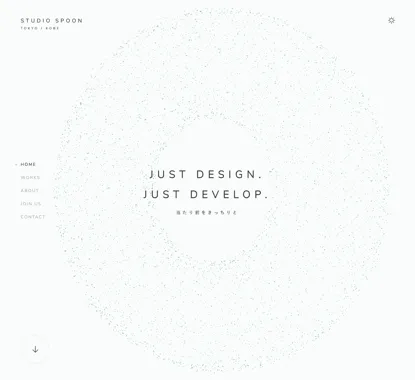 STUDIO SPOON
TOKYO / KOBE
HOME
WORKS
ABOUT
JOIN US
CONTACT
JUST DESIGN.
JUST DEVELOP.
当たり前をきっちりと